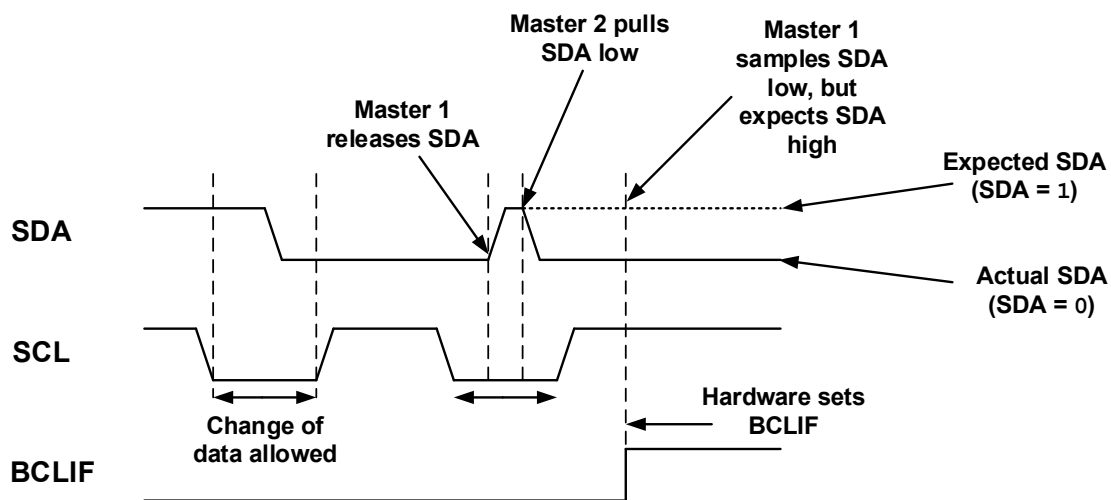 Master 2 pulls
SDA low
Master 1
samples SDA
low, but
expects SDA
high
Master 1
releases SDA
Expected SDA
(SDA = 1)
SDA
Actual SDA
(SDA = 0)
SCL
Change of
data allowed
Hardware sets
BCLIF
BCLIF